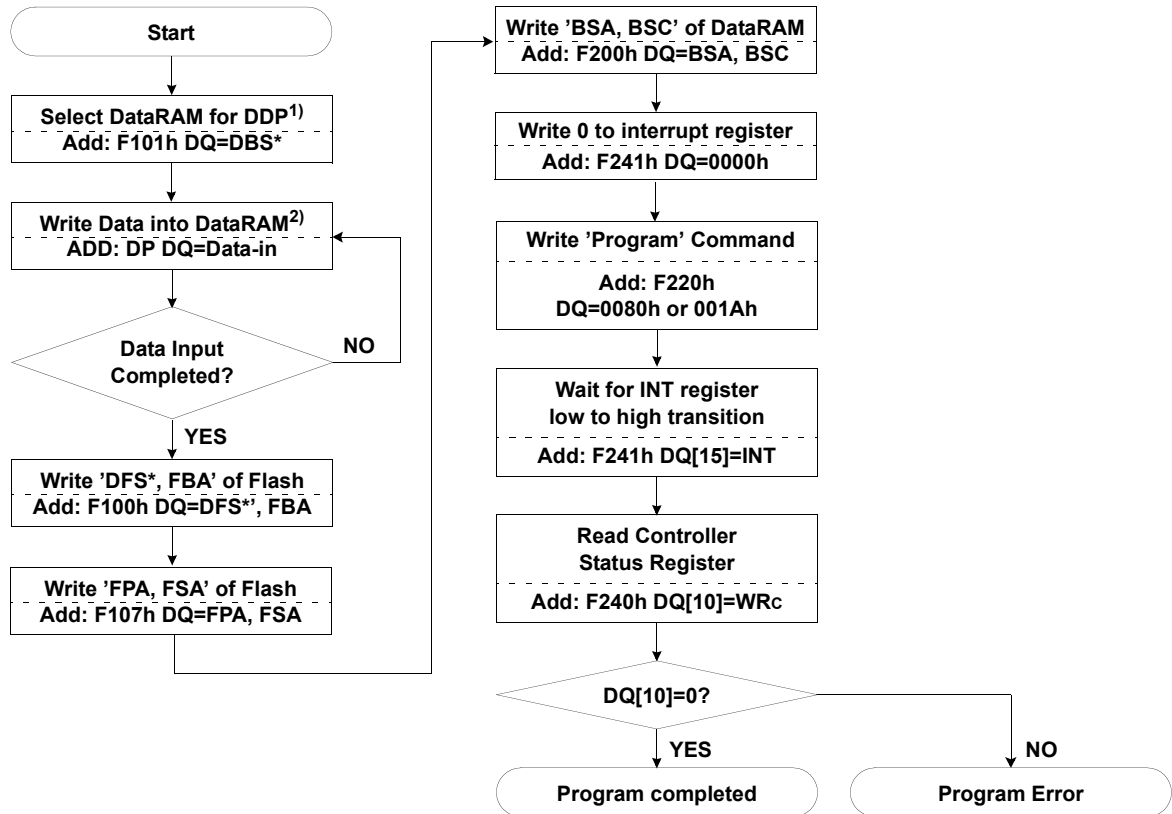 Start
Select DataRAM for DDP1)
Add: F101h DQ=DBS*
Write Data into DataRAM2)
ADD: DP DQ=Data-in
Data Input
Completed?
NO
YES
Write ’DFS*, FBA’ of Flash
Add: F100h DQ=DFS*’, FBA
Write ’FPA, FSA’ of Flash
Add: F107h DQ=FPA, FSA
Write ’BSA, BSC’ of DataRAM
Add: F200h DQ=BSA, BSC
Write 0 to interrupt register
Add: F241h DQ=0000h
Write ’Program’ Command
Add: F220h
DQ=0080h or 001Ah
Wait for INT register
low to high transition
Add: F241h DQ[15]=INT
Read Controller
Status Register
Add: F240h DQ[10]=WRc
DQ[10]=0?
YES
NO
Program completed
Program Error